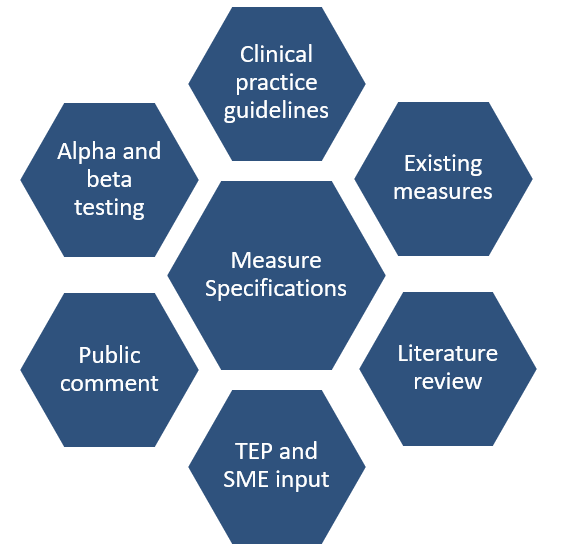 Clinical
practice
guidelines
Alpha and
beta
testing
Existing
measures
Measure
Specifications
Public
comment
Literature
review
TEP and
SME input